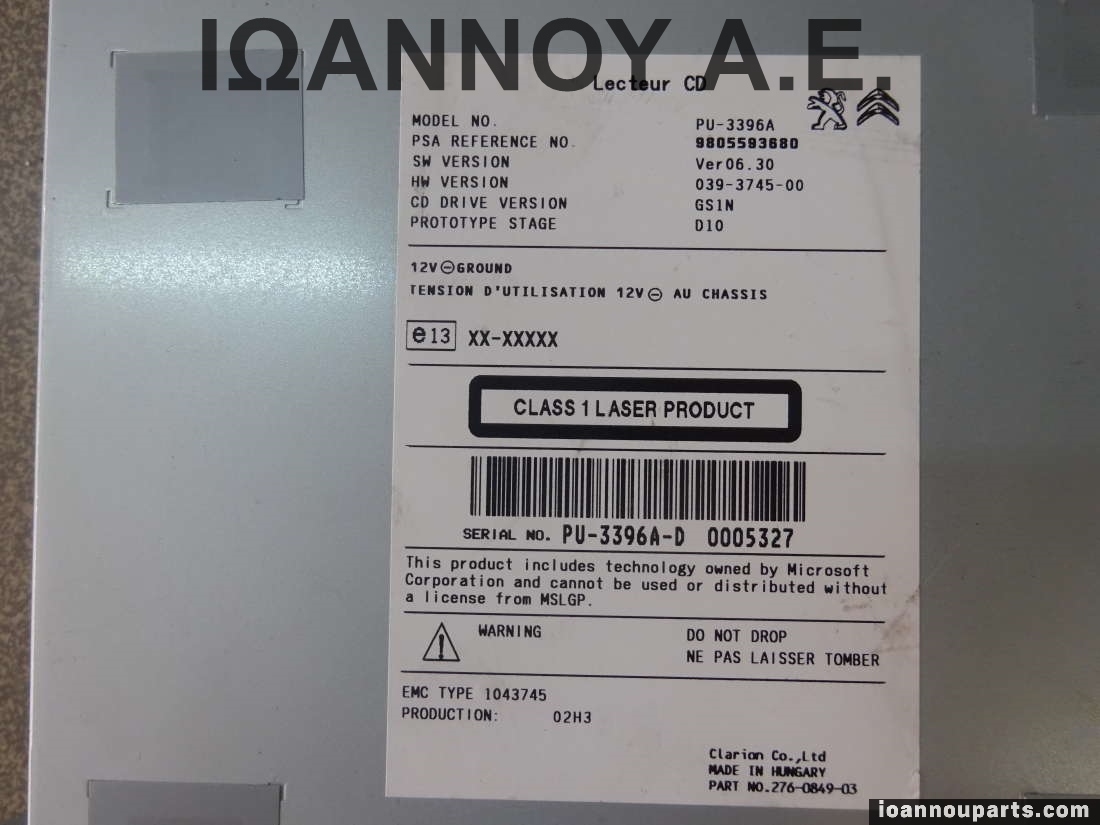 ΙΩΑΝΝΟΥ Α.Ε.
Lecteur CD
MODEL NO. PU-3396A
PSA REFERENCE NO. 9805593680
SW VERSION Ver06.30
HW VERSION 039-3745-00
CD DRIVE VERSION GS1N
PROTOTYPE STAGE D10
12V⊖GROUND
TENSION D'UTILISATION 12V⊖ AU CHASSIS
e13 XX-XXXXX
CLASS 1 LASER PRODUCT
SERIAL NO. PU-3396A-D 0005327
This product includes technology owned by Microsoft
Corporation and cannot be used or distributed without
a license from MSLGP.
WARNING DO NOT DROP
NE PAS LAISSER TOMBER
EMC TYPE 1043745
PRODUCTION: 02H3
Clarion Co.,Ltd
MADE IN HUNGARY
PART NO.276-0849-03
ioannouparts.com